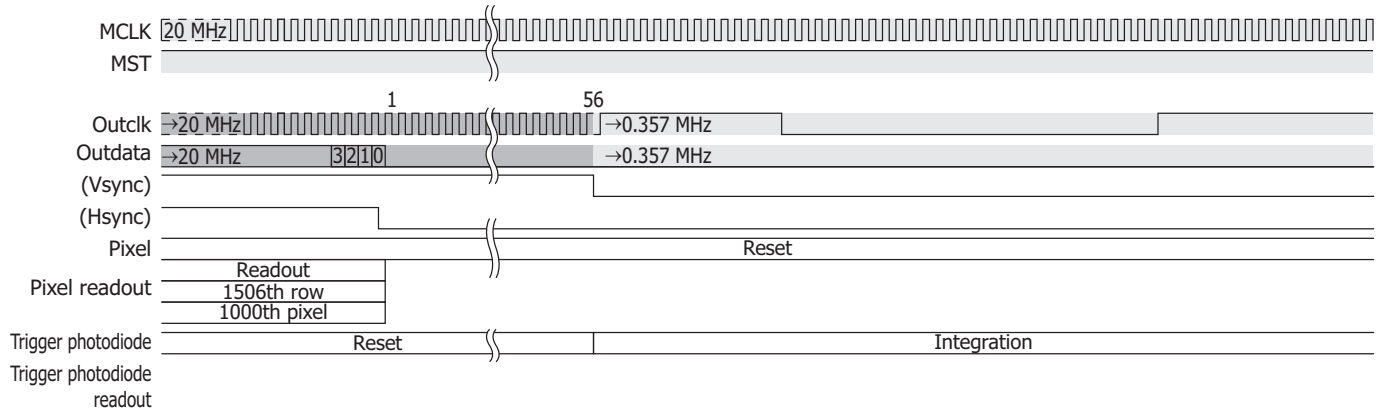 MCLK 20 MHz
MST
1 56
Outclk →20 MHz →0.357 MHz
Outdata →20 MHz 3 2 1 0 →0.357 MHz
(Vsync)
(Hsync)
Pixel Reset
Readout
Pixel readout 1506th row
1000th pixel
Trigger photodiode Reset Integration
Trigger photodiode
readout